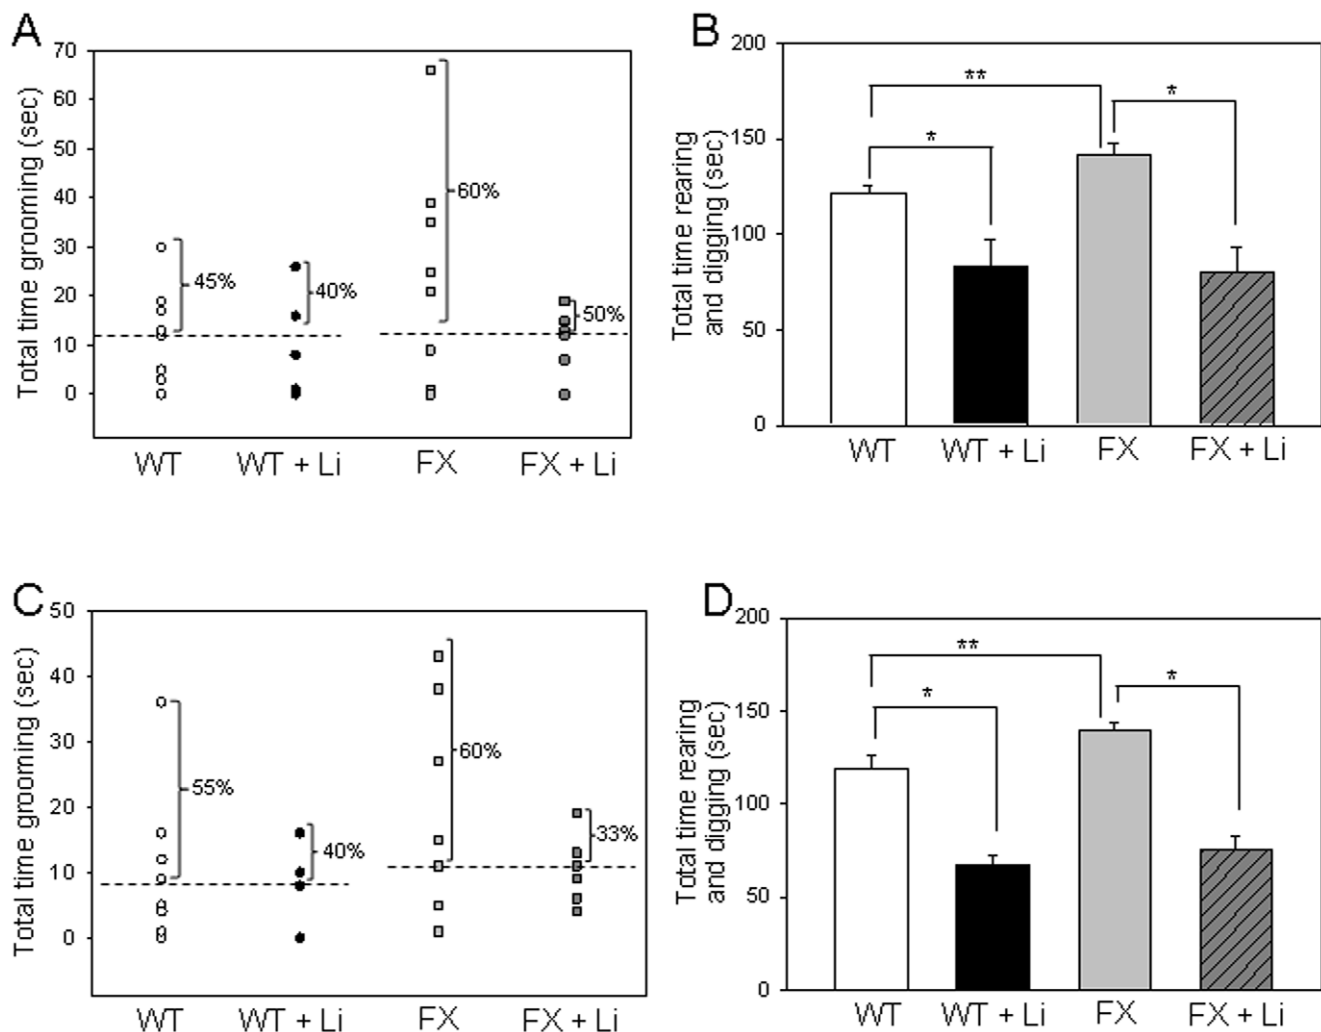 A
Total time grooming (sec)
70
60
50
40
30
20
10
0
45%
40%
60%
50%
WT
WT + Li
FX
FX + Li
B
Total time rearing
and digging (sec)
200
150
100
50
0
*
**
*
WT
WT + Li
FX
FX + Li
C
Total time grooming (sec)
50
40
30
20
10
0
55%
40%
60%
33%
WT
WT + Li
FX
FX + Li
D
Total time rearing
and digging (sec)
200
150
100
50
0
*
**
*
WT
WT + Li
FX
FX + Li